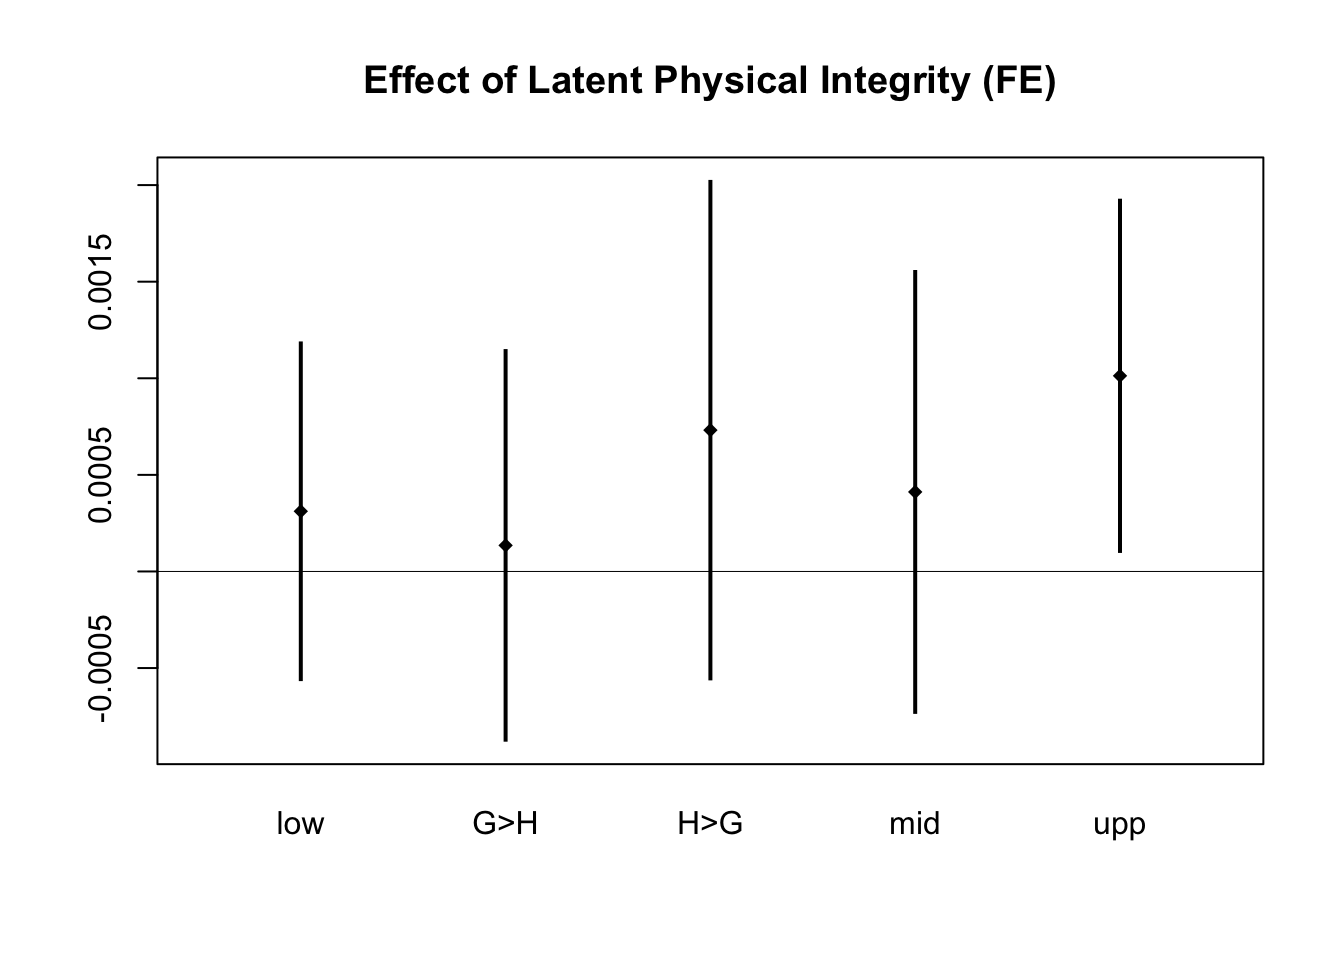 Effect of Latent Physical Integrity (FE)
0.0015
0.0005
-0.0005
low G>H H>G mid upp